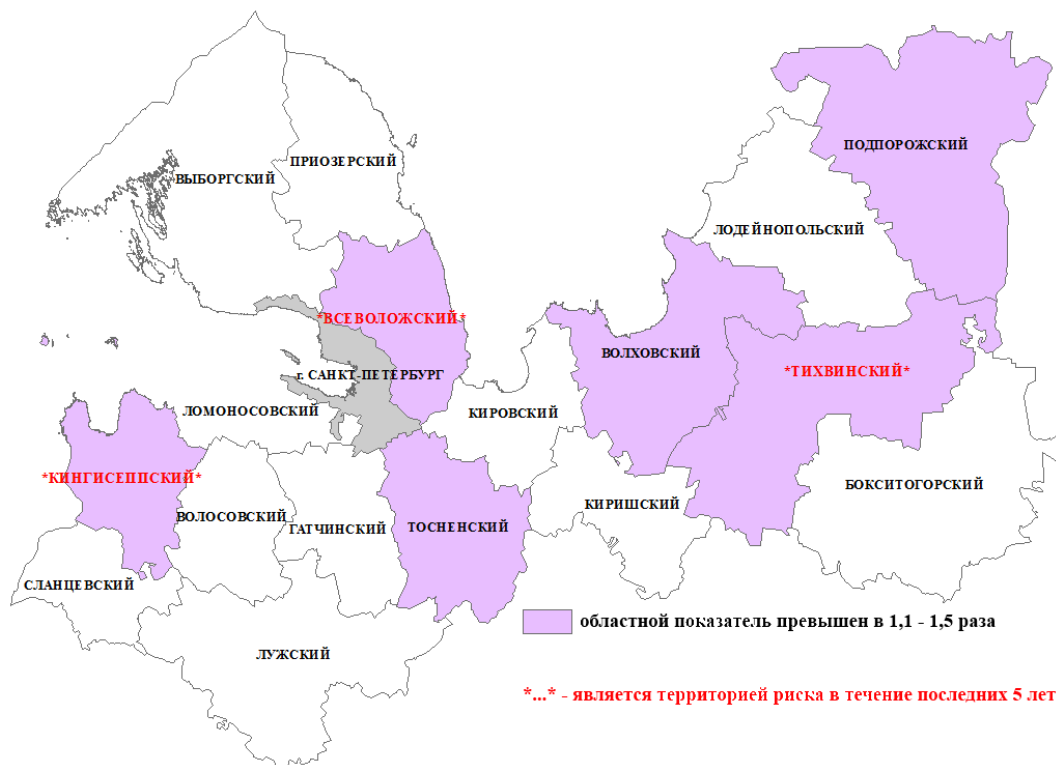 ПОДПОРОЖСКИЙ
ПРИОЗЕРСКИЙ
ВЫБОРГСКИЙ
ЛОДЕЙНОПОЛЬСКИЙ
*ВСЕВОЛОЖСКИЙ*
ВОЛХОВСКИЙ
*ТИХВИНСКИЙ*
г. САНКТ-ПЕТЕРБУРГ
ЛОМОНОСОВСКИЙ
КИРОВСКИЙ
*КИНГИСЕППСКИЙ*
БОКСИТОГОРСКИЙ
КИРИШСКИЙ
ВОЛОСОВСКИЙ
ГАТЧИНСКИЙ
ТОСНЕНСКИЙ
СЛАНЦЕВСКИЙ
областной показатель превышен в 1,1 - 1,5 раза
ЛУЖСКИЙ
*...* - является территорией риска в течение последних 5 лет